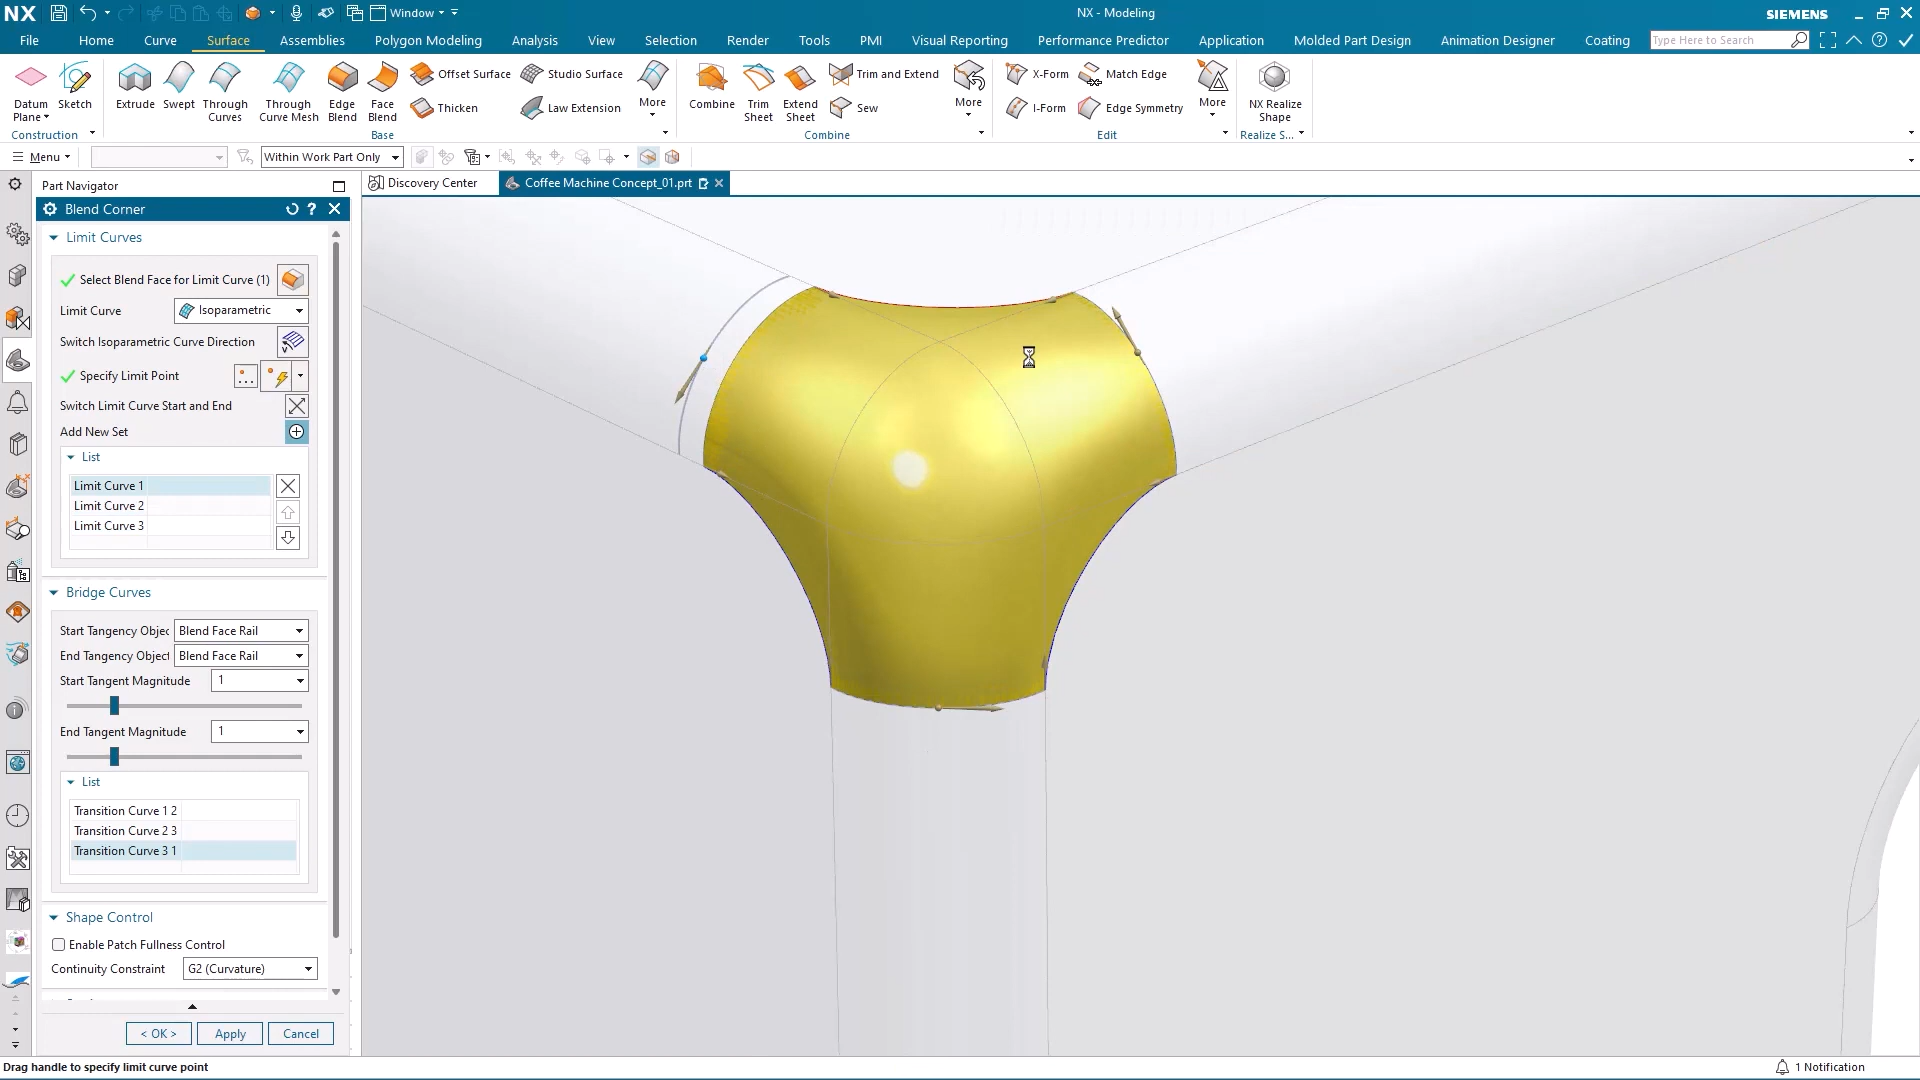 NX
Window
NX - Modeling
SIEMENS
File
Home
Curve
Surface
Assemblies
Polygon Modeling
Analysis
View
Selection
Render
Tools
PMI
Visual Reporting
Performance Predictor
Application
Molded Part Design
Animation Designer
Coating
Type Here to Search
Datum Plane
Sketch
Extrude
Swept
Through Curves
Through Curve Mesh
Edge Blend
Face Blend
Offset Surface
Thicken
Studio Surface
Law Extension
More
Combine
Trim Sheet
Extend Sheet
Trim and Extend
Sew
More
X-Form
I-Form
Match Edge
Edge Symmetry
More
NX Realize Shape
Construction
Base
Combine
Edit
Realize S...
Menu
Within Work Part Only
Part Navigator
Discovery Center
Coffee Machine Concept_01.prt
Blend Corner
Limit Curves
Select Blend Face for Limit Curve (1)
Limit Curve
Isoparametric
Switch Isoparametric Curve Direction
Specify Limit Point
Switch Limit Curve Start and End
Add New Set
List
Limit Curve 1
Limit Curve 2
Limit Curve 3
Bridge Curves
Start Tangency Objec
Blend Face Rail
End Tangency Object
Blend Face Rail
Start Tangent Magnitude
1
End Tangent Magnitude
1
List
Transition Curve 1 2
Transition Curve 2 3
Transition Curve 3 1
Shape Control
Enable Patch Fullness Control
Continuity Constraint
G2 (Curvature)
< OK >
Apply
Cancel
Drag handle to specify limit curve point
1 Notification